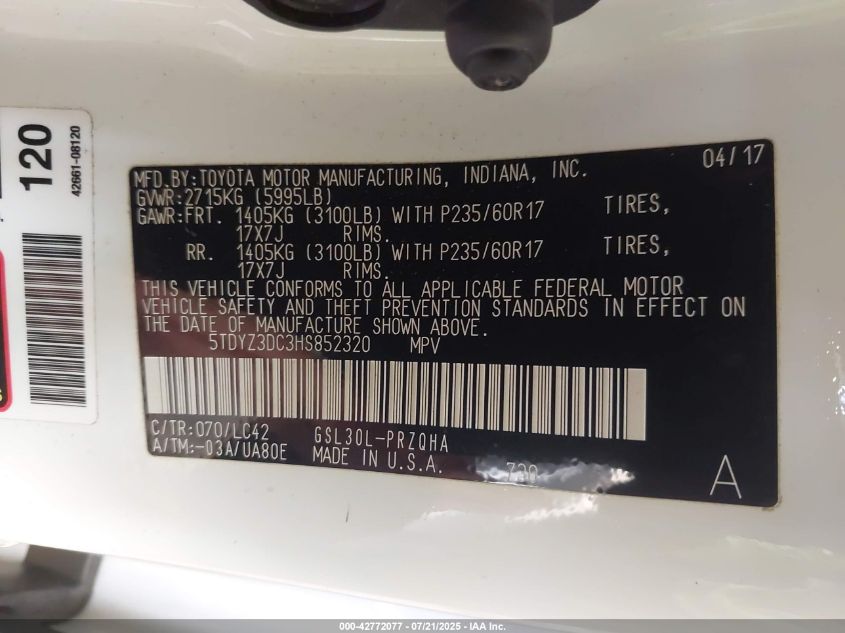 120
42661-08120
04/17
MFD.BY:TOYOTA MOTOR MANUFACTURING, INDIANA, INC.
GVWR:2715KG (5995LB)
GAWR:FRT. 1405KG (3100LB) WITH P235/60R17 TIRES,
17X7J RIMS.
RR. 1405KG (3100LB) WITH P235/60R17 TIRES,
17X7J RIMS.
THIS VEHICLE CONFORMS TO ALL APPLICABLE FEDERAL MOTOR
VEHICLE SAFETY AND THEFT PREVENTION STANDARDS IN EFFECT ON
THE DATE OF MANUFACTURE SHOWN ABOVE.
5TDYZ3DC3HS852320 MPV
C/TR:070/LC42 GSL30L-PRZQHA
A/TM:-03A/UA80E MADE IN U.S.A.
A
000-42772077 - 07/21/2025 - IAA Inc.